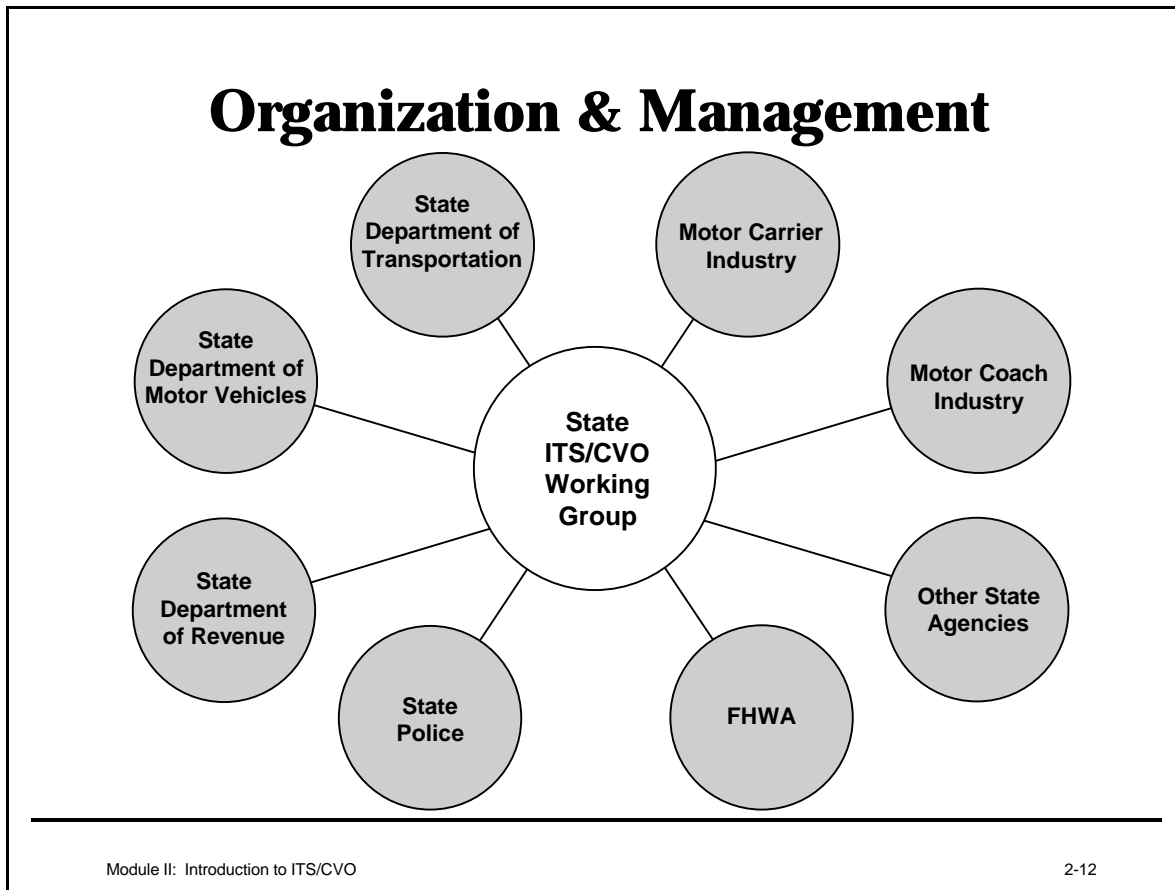 Organization & Management
State
Department of
Transportation
Motor Carrier
Industry
State
Department of
Motor Vehicles
Motor Coach
Industry
State
ITS/CVO
Working
Group
State
Department
of Revenue
Other State
Agencies
State
Police
FHWA
Module II: Introduction to ITS/CVO
2-12